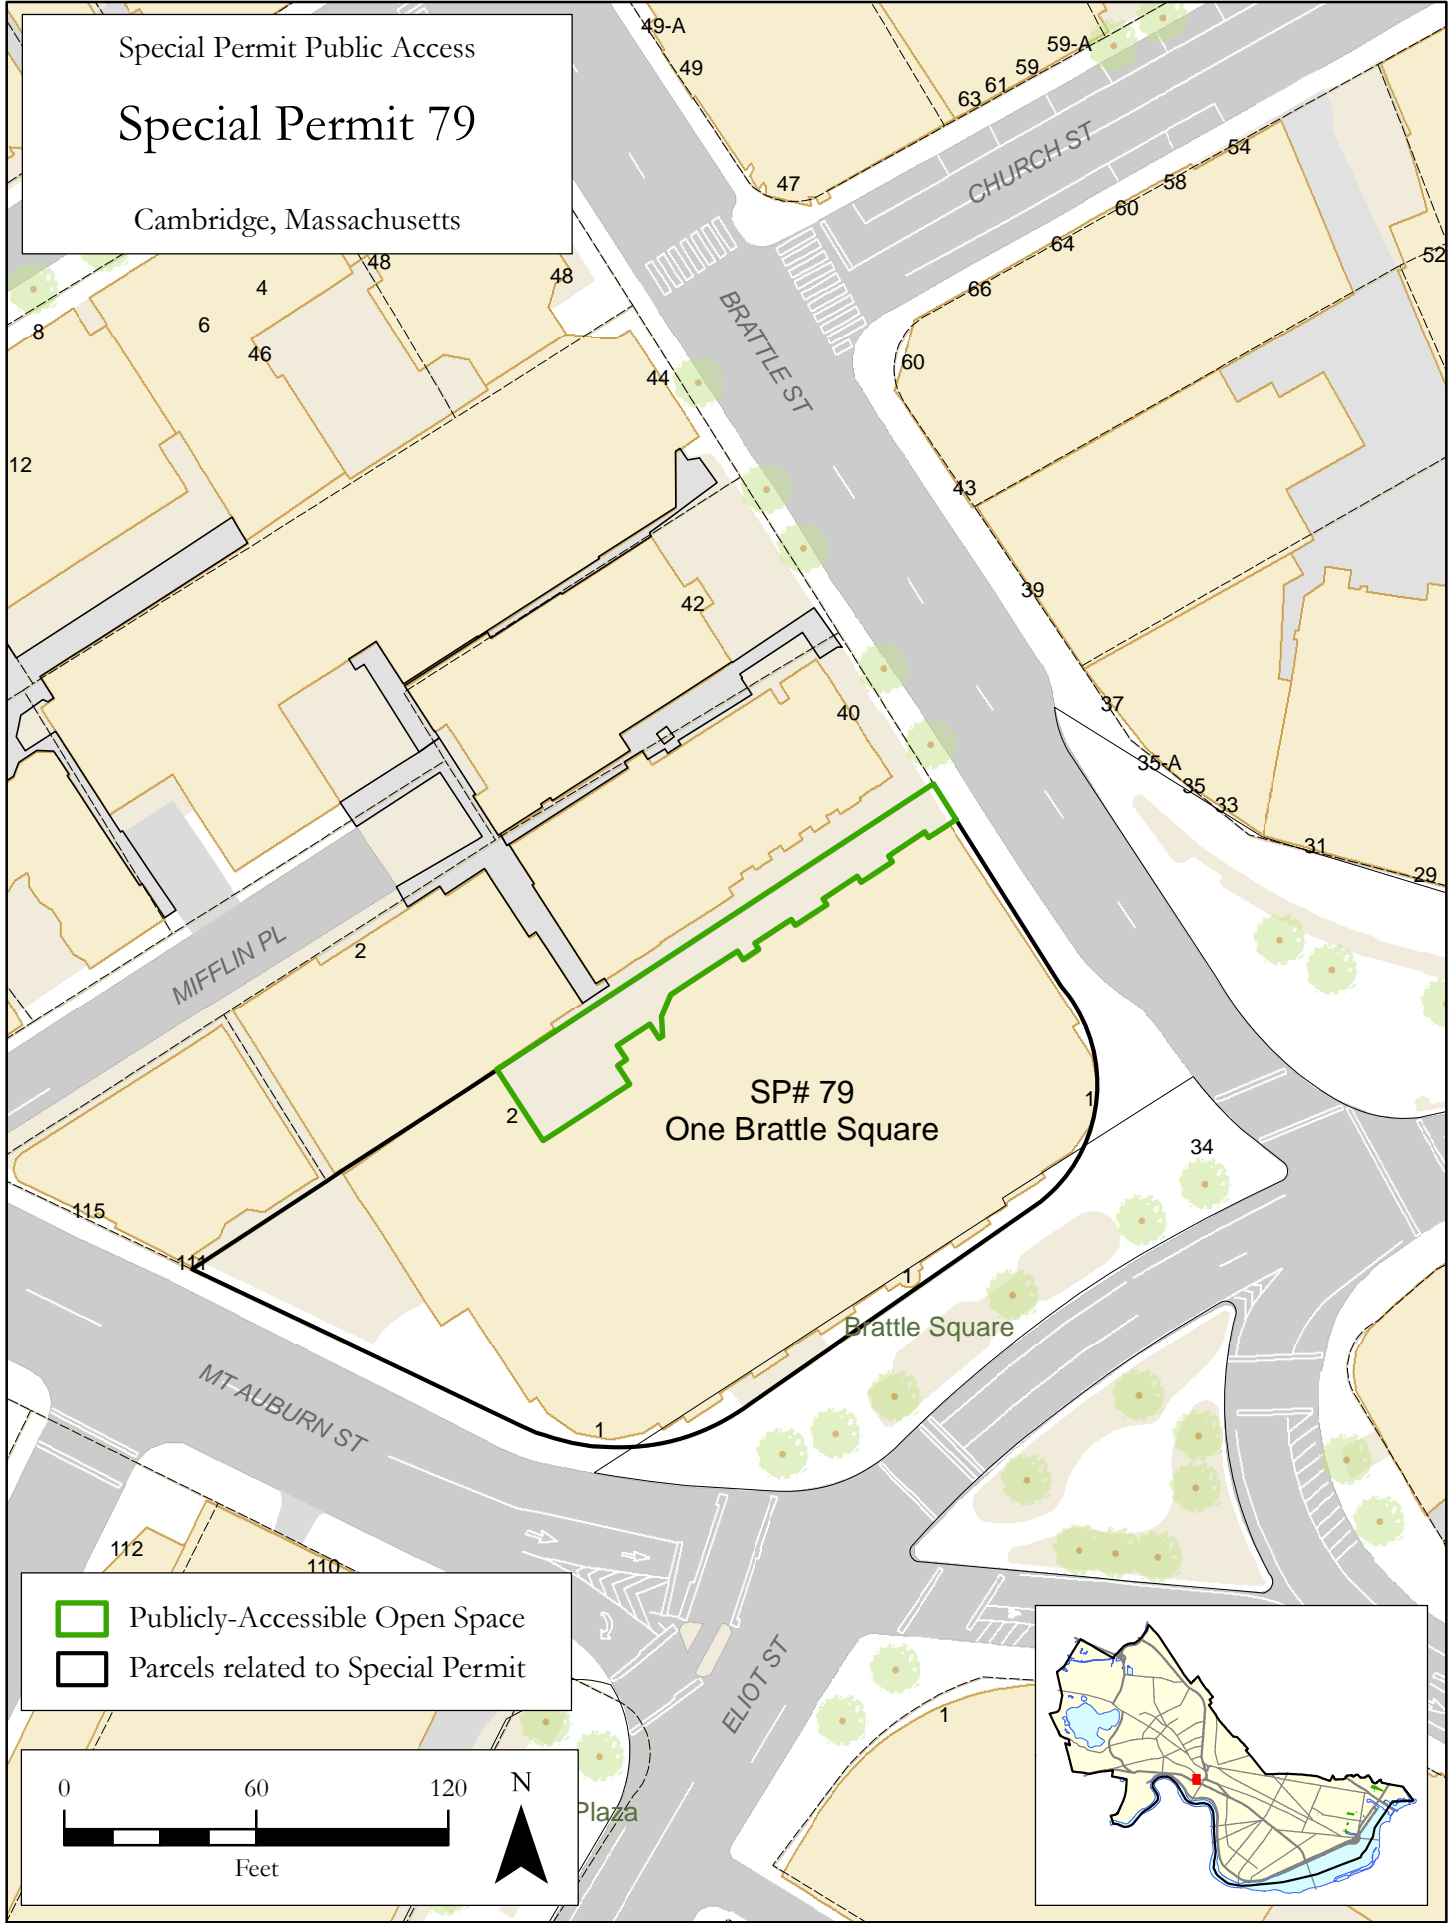 Special Permit Public Access
Special Permit 79
Cambridge, Massachusetts
49-A
49
59-A
59
61
63
47
CHURCH ST
54
58
60
64
66
52
48
48
4
6
46
8
BRATTLE ST
60
44
12
43
42
39
40
37
35-A
35
33
31
29
MIFFLIN PL
2
SP# 79
One Brattle Square
2
1
34
115
111
1
Brattle Square
MT AUBURN ST
1
112
110
Publicly-Accessible Open Space
Parcels related to Special Permit
ELIOT ST
1
0 60 120
Feet
N
Plaza